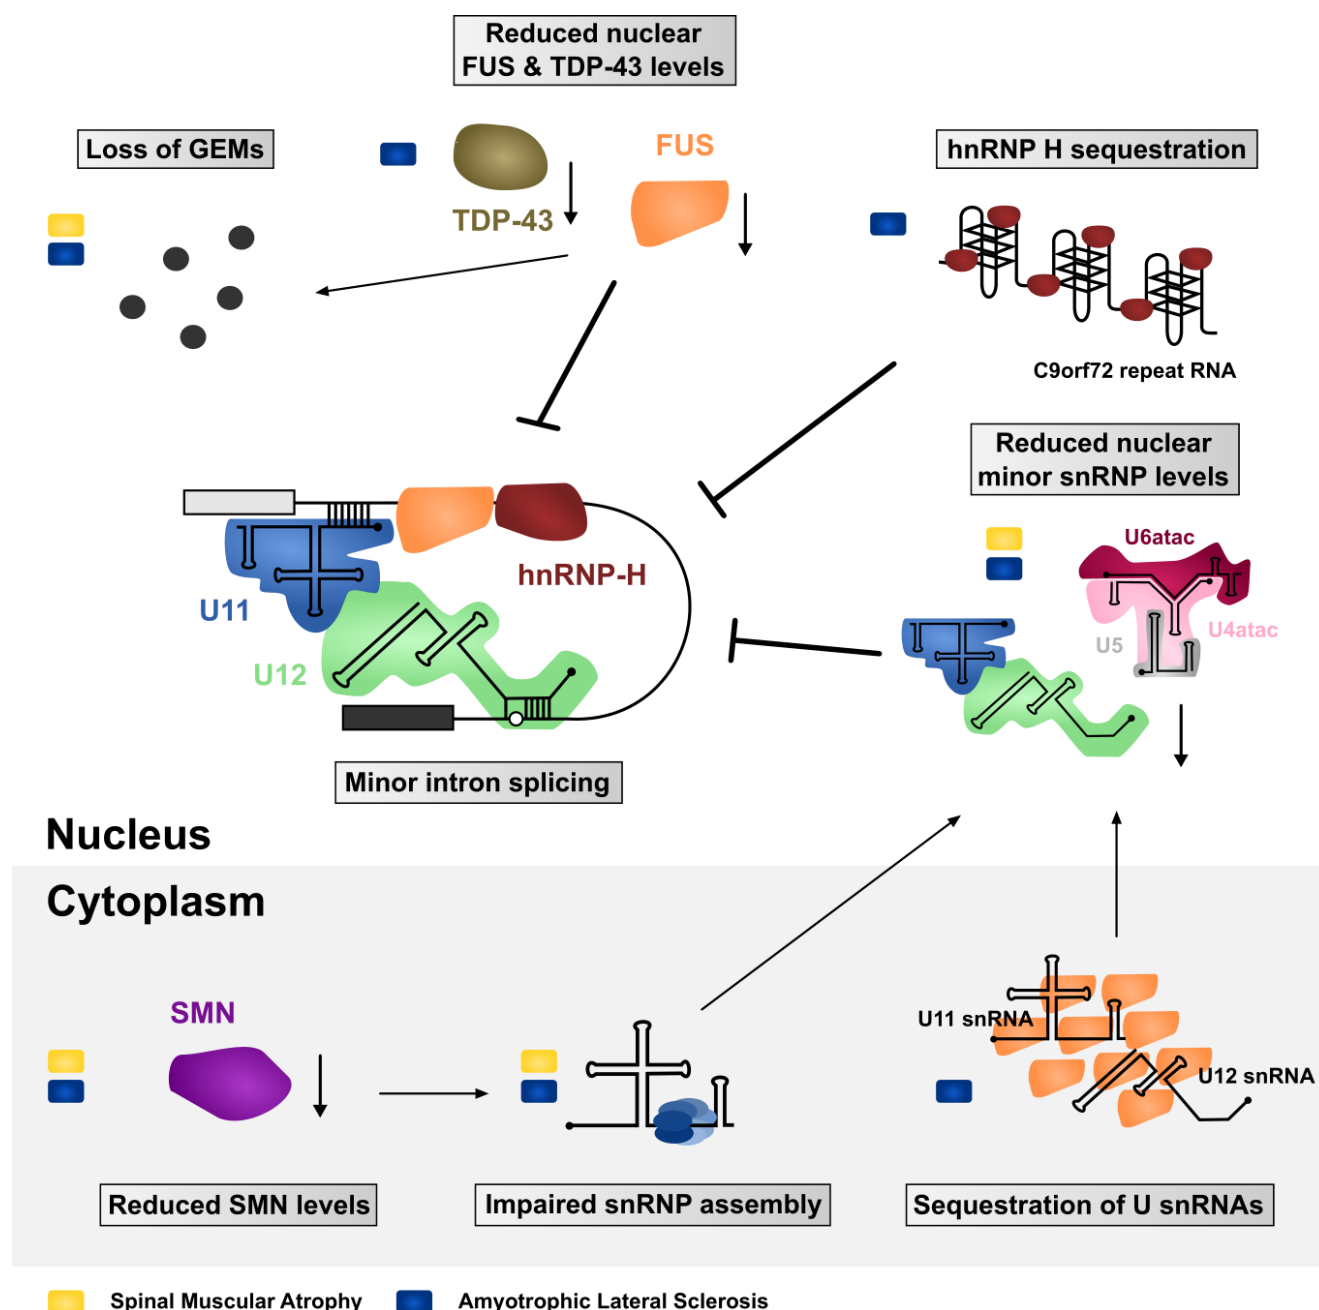 Reduced nuclear
FUS & TDP-43 levels
Loss of GEMs
FUS
TDP-43
hnRNP H sequestration
C9orf72 repeat RNA
Reduced nuclear
minor snRNP levels
U6atac
U4atac
U5
hnRNP-H
U11
U12
Minor intron splicing
Nucleus
Cytoplasm
SMN
U11 snRNA
U12 snRNA
Reduced SMN levels
Impaired snRNP assembly
Sequestration of U snRNAs
Spinal Muscular Atrophy
Amyotrophic Lateral Sclerosis